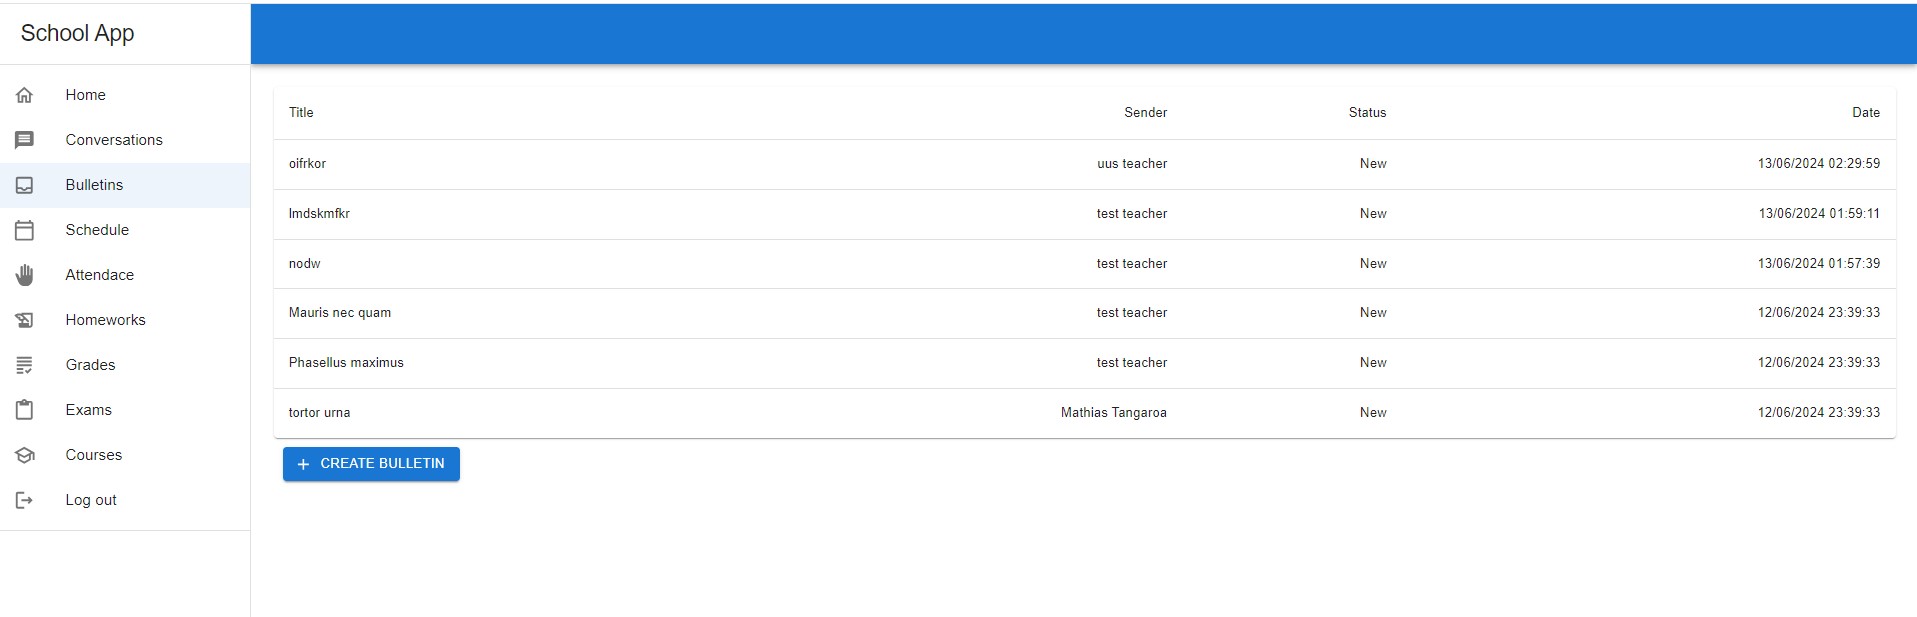 School App
Home
Conversations
Bulletins
Schedule
Attendace
Homeworks
Grades
Exams
Courses
Log out
Title Sender Status Date
oifrkor uus teacher New 13/06/2024 02:29:59
lmdskmfkr test teacher New 13/06/2024 01:59:11
nodw test teacher New 13/06/2024 01:57:39
Mauris nec quam test teacher New 12/06/2024 23:39:33
Phasellus maximus test teacher New 12/06/2024 23:39:33
tortor urna Mathias Tangaroa New 12/06/2024 23:39:33
+ CREATE BULLETIN